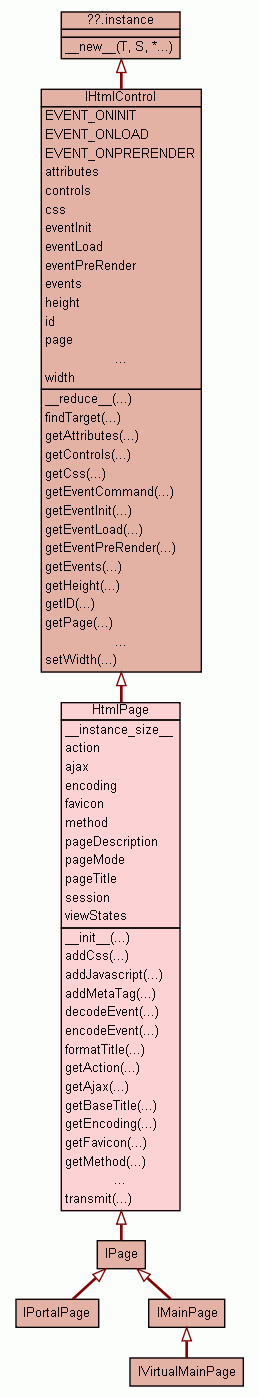 ??.instance
__new__(T, S, *...)
IHtmlControl
EVENT_ONINIT
EVENT_ONLOAD
EVENT_ONPRERENDER
attributes
controls
css
eventInit
eventLoad
eventPreRender
events
height
id
page
...
width
__reduce__(...)
findTarget(...)
getAttributes(...)
getControls(...)
getCss(...)
getEventCommand(...)
getEventInit(...)
getEventLoad(...)
getEventPreRender(...)
getEvents(...)
getHeight(...)
getID(...)
getPage(...)
...
setWidth(...)
HtmlPage
__instance_size__
action
ajax
encoding
favicon
method
pageDescription
pageMode
pageTitle
session
viewStates
__init__(...)
addCss(...)
addJavascript(...)
addMetaTag(...)
decodeEvent(...)
encodeEvent(...)
formatTitle(...)
getAction(...)
getAjax(...)
getBaseTitle(...)
getEncoding(...)
getFavicon(...)
getMethod(...)
...
transmit(...)
IPage
IPortalPage
IMainPage
IVirtualMainPage